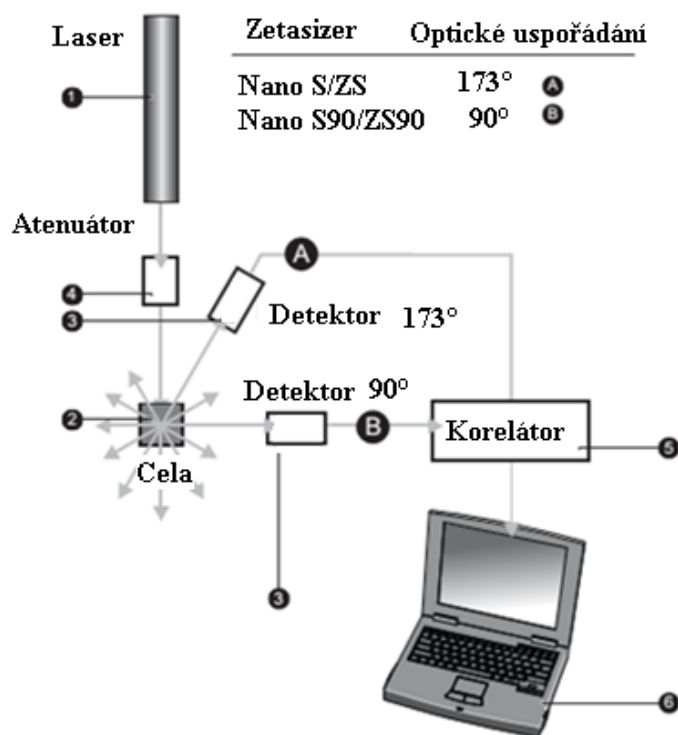 Laser
Zetasizer Optické uspořádání
Nano S/ZS 173° A
Nano S90/ZS90 90° B
1
Atenuátor
4
A
3
Detektor 173°
Detektor 90°
2
B
Korelátor
5
Cela
3
6